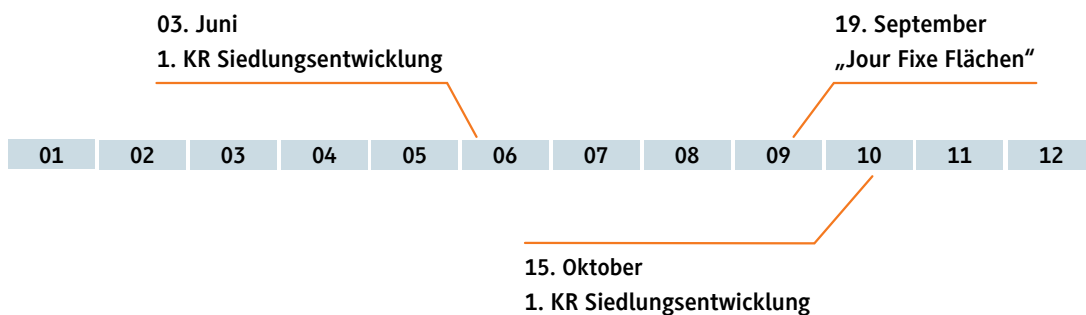 03. Juni
1. KR Siedlungsentwicklung
19. September
„Jour Fixe Flächen“
01 02 03 04 05 06 07 08 09 10 11 12
15. Oktober
1. KR Siedlungsentwicklung